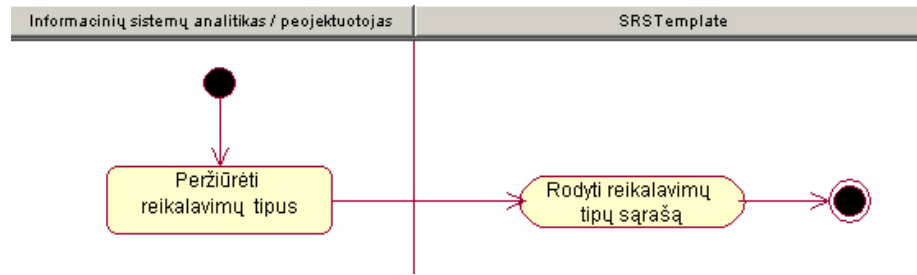 Informacinių sistemų analitikas / peojektuotojas
SRSTemplate
Peržiūrėti
reikalavimų tipus
Rodyti reikalavimų
tipų sąrašą